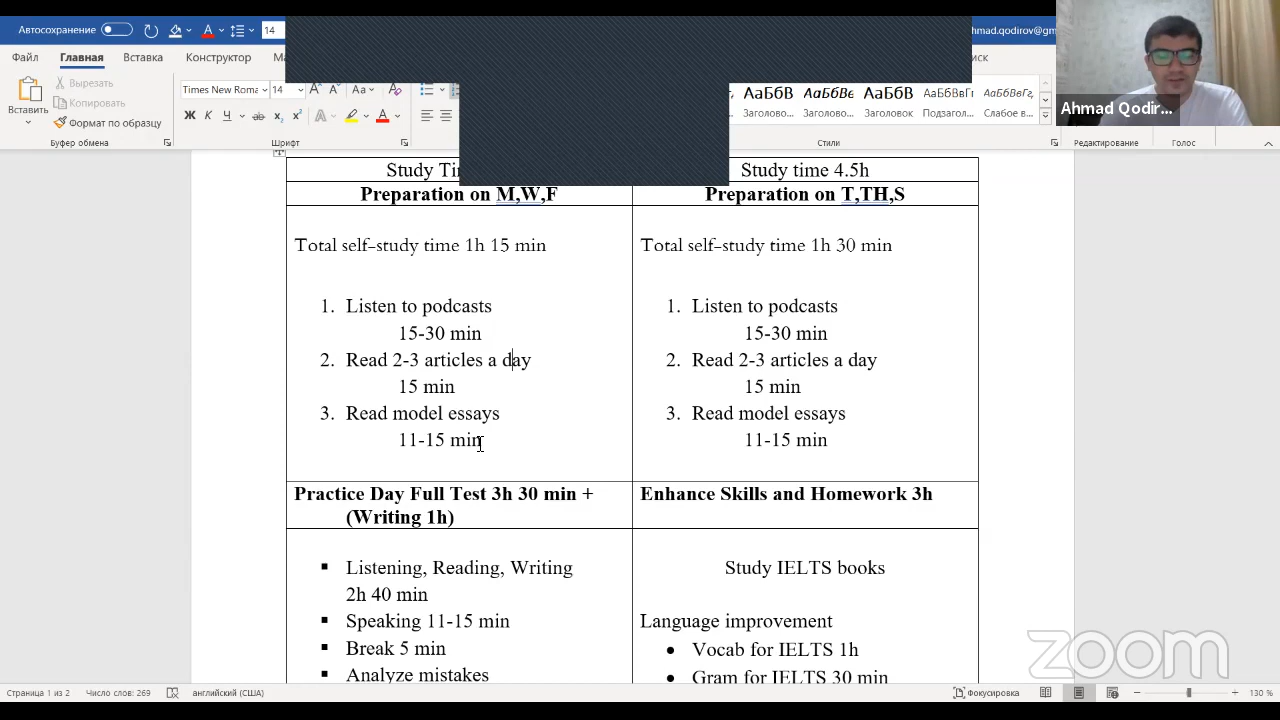 Автосохранение
14
hmad.qodirov@gm
Файл
Главная
Вставка
Конструктор
ск
Вставить
Вырезать
Копировать
Формат по образцу
Буфер обмена
Times New Roma
14
Aa
Ж К Ч ab x₂ x² A A
Шрифт
АаБбВ АаБбВв АаБбВ АаБбВвГг АаБбВвГг,
Заголово... Заголово... Заголовок Подзагол... Слабое в...
Стили
Редактирование
Голос
Ahmad Qodir...
Study Ti
Study time 4.5h
Preparation on M,W,F
Preparation on T,TH,S
Total self-study time 1h 15 min
1. Listen to podcasts
15-30 min
2. Read 2-3 articles a day
15 min
3. Read model essays
11-15 min
Total self-study time 1h 30 min
1. Listen to podcasts
15-30 min
2. Read 2-3 articles a day
15 min
3. Read model essays
11-15 min
Practice Day Full Test 3h 30 min +
(Writing 1h)
Enhance Skills and Homework 3h
▪ Listening, Reading, Writing
2h 40 min
▪ Speaking 11-15 min
▪ Break 5 min
▪ Analyze mistakes
Study IELTS books
Language improvement
• Vocab for IELTS 1h
• Gram for IELTS 30 min
zoom
Страница 1 из 2
Число слов: 269
английский (США)
Фокусировка
130 %